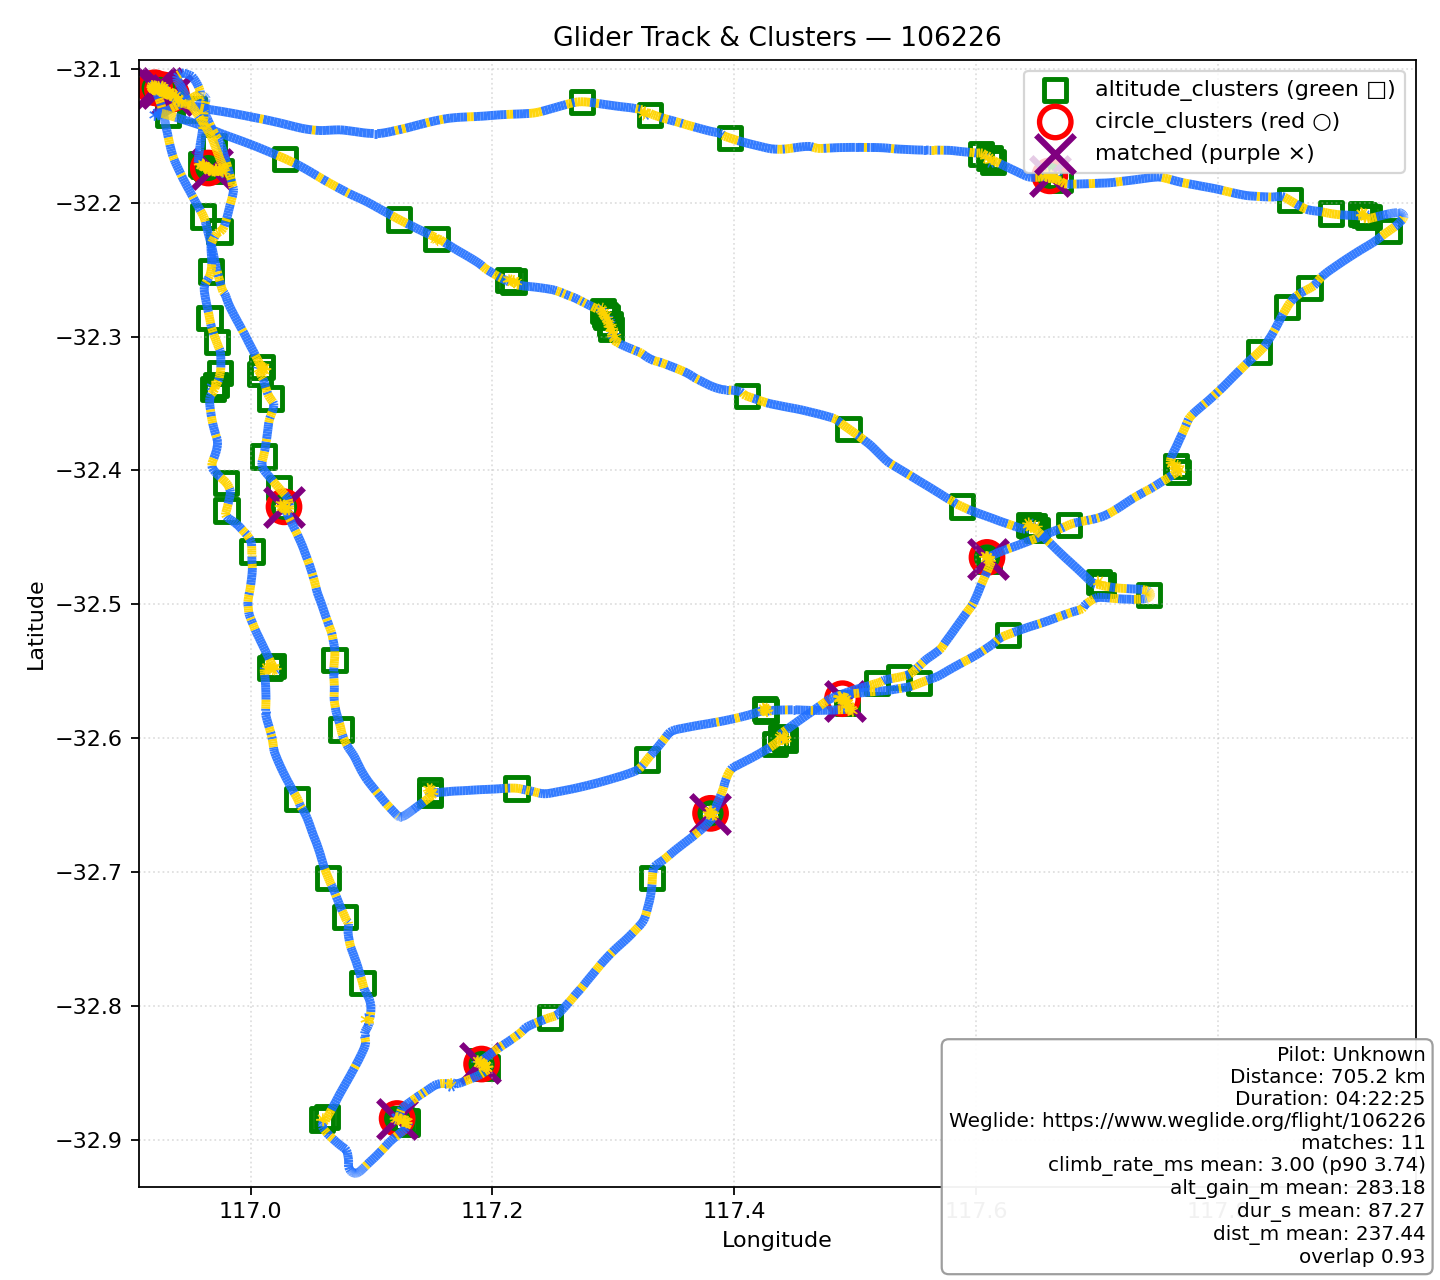 Glider Track & Clusters — 106226
altitude_clusters (green □)
circle_clusters (red ○)
matched (purple ×)
−32.1
−32.2
−32.3
−32.4
−32.5
−32.6
−32.7
−32.8
−32.9
Latitude
117.0
117.2
117.4
117.6
Longitude
Pilot: Unknown
Distance: 705.2 km
Duration: 04:22:25
Weglide: https://www.weglide.org/flight/106226
matches: 11
climb_rate_ms mean: 3.00 (p90 3.74)
alt_gain_m mean: 283.18
dur_s mean: 87.27
dist_m mean: 237.44
overlap 0.93